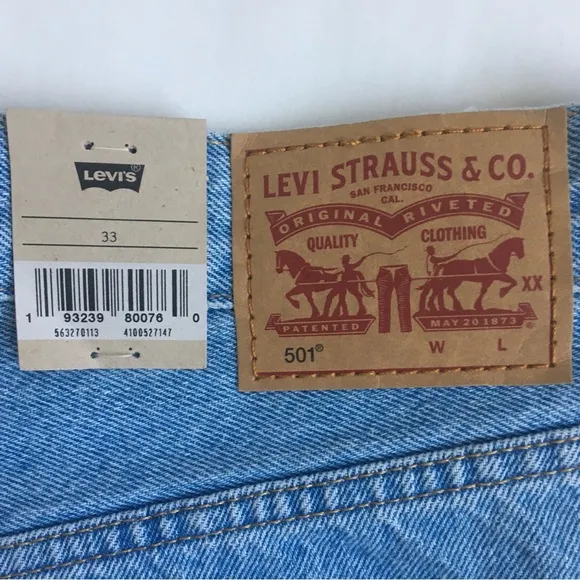 LEVI'S®
33
1 93239 80076 0
563270113 4100527147
LEVI STRAUSS & CO.
SAN FRANCISCO
CAL.
ORIGINAL RIVETED
QUALITY CLOTHING
XX
PATENTED MAY 20 1873 ®
501® W L